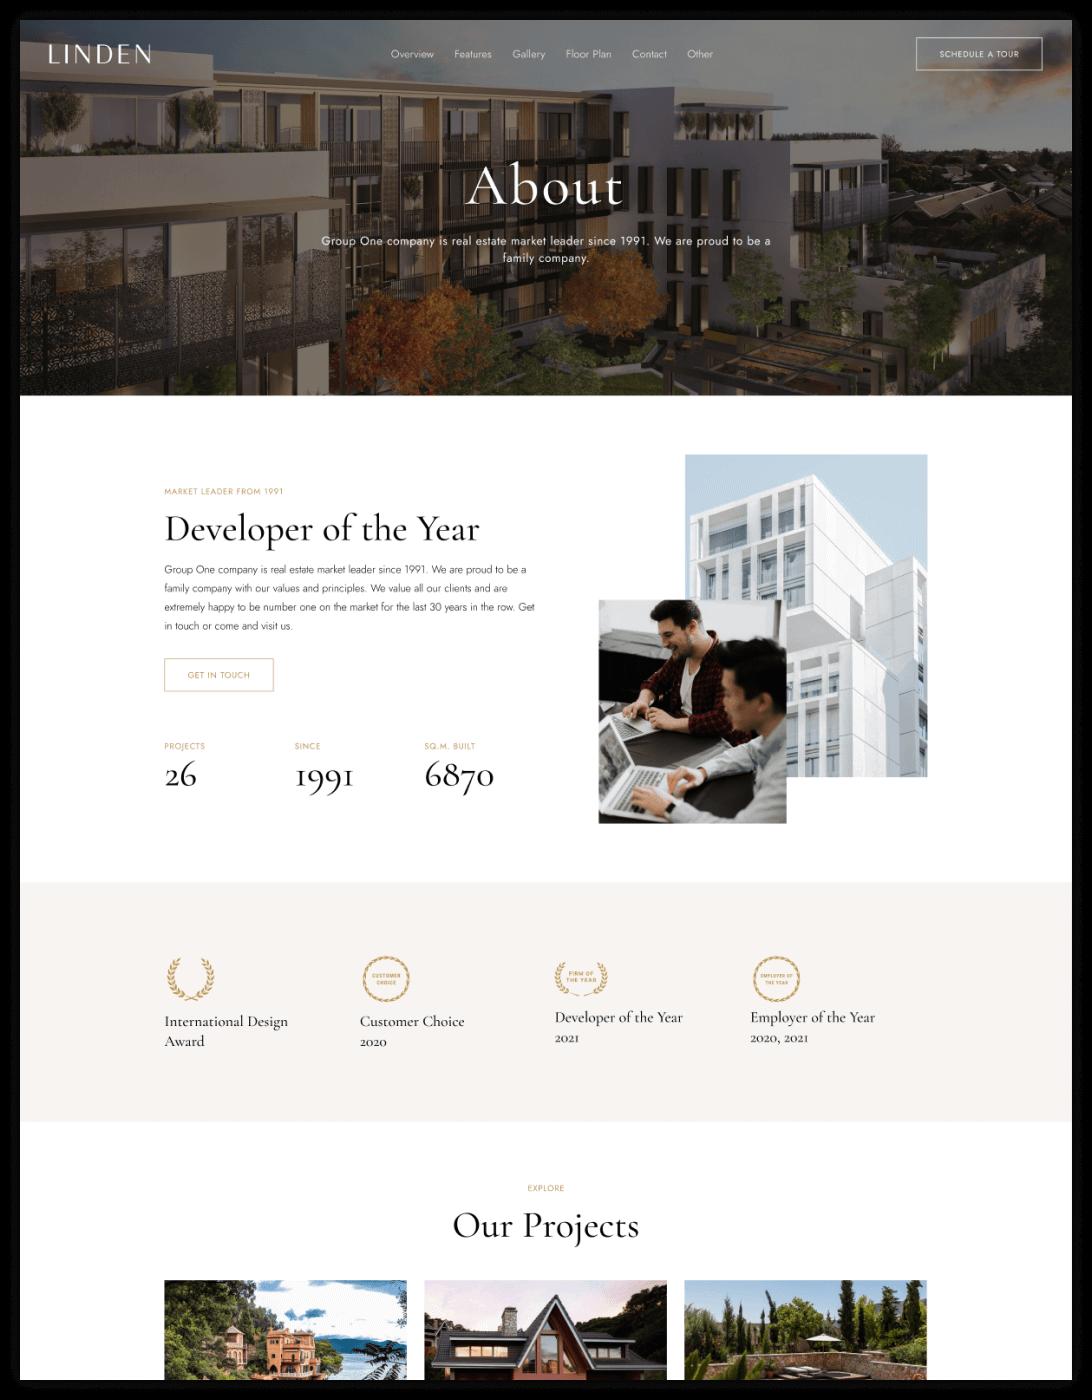 LINDEN
Overview Features Gallery Floor Plan Contact Other
SCHEDULE A TOUR
About
Group One company is real estate market leader since 1991. We are proud to be a
family company.
MARKET LEADER FROM 1991
Developer of the Year
Group One company is real estate market leader since 1991. We are proud to be a
family company with our values and principles. We value all our clients and are
extremely happy to be number one on the market for the last 30 years in the row. Get
in touch or come and visit us.
GET IN TOUCH
PROJECTS SINCE SQ.M. BUILT
26 1991 6870
CUSTOMER
CHOICE
FIRM OF
THE YEAR
EMPLOYER OF
THE YEAR
International Design
Award
Customer Choice
2020
Developer of the Year
2021
Employer of the Year
2020, 2021
EXPLORE
Our Projects